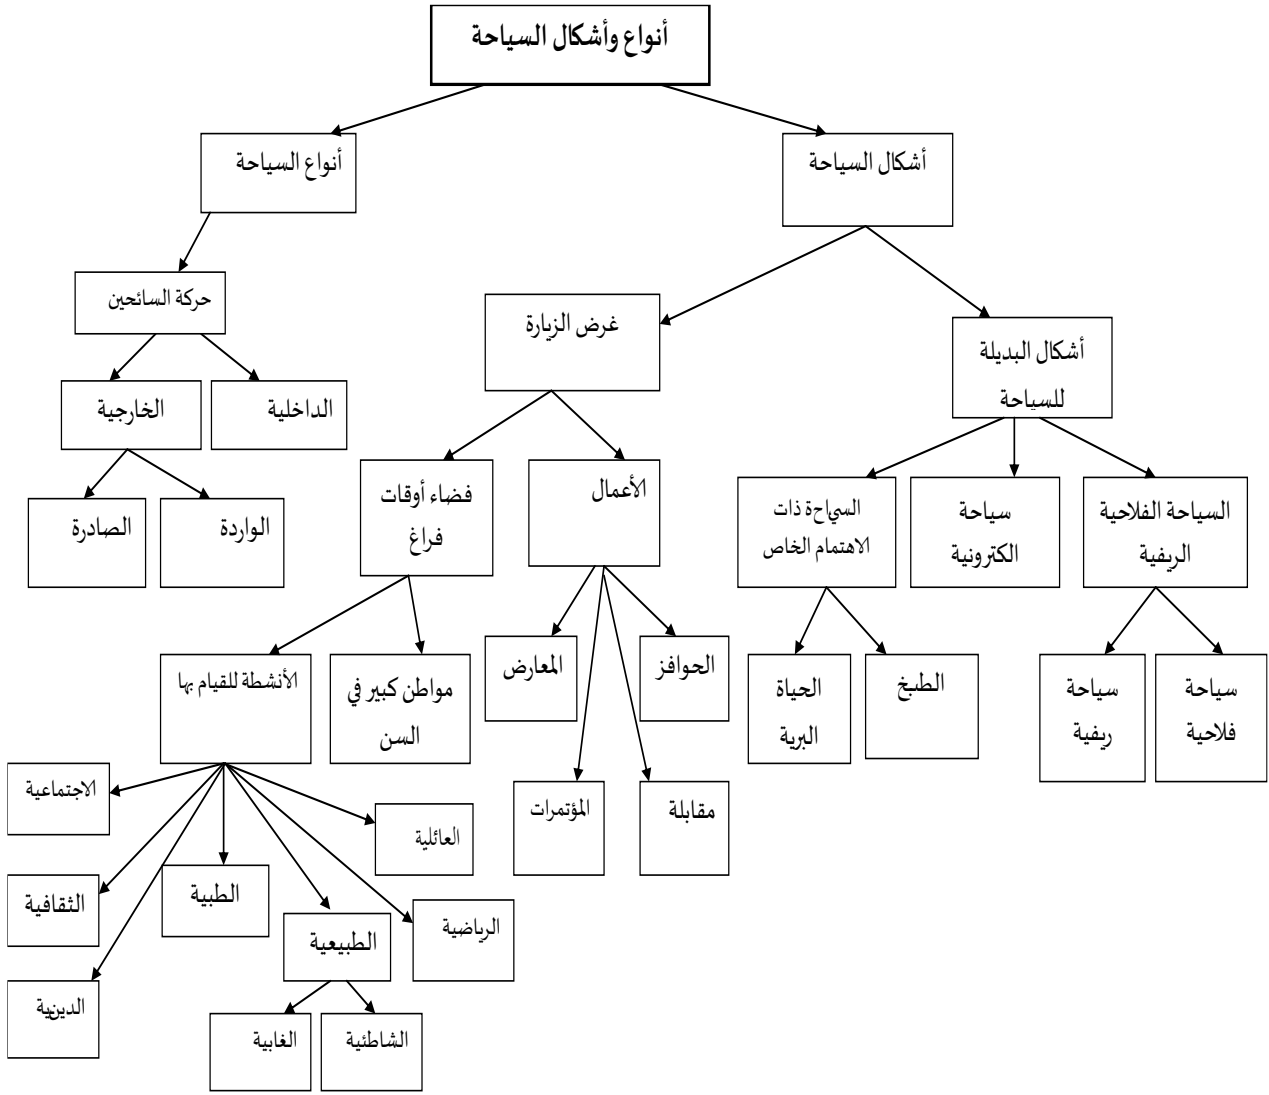 أنواع وأشكال السياحة
أشكال السياحة
أنواع السياحة
حركة السائحين
غرض الزيارة
أشكال البديلة
للسياحة
الداخلية
الخارجية
السياحة الفلاحية
الريفية
سياحة
الكترونية
السياحة ذات
الاهتمام الخاص
الأعمال
فضاء أوقات
فراغ
الواردة
الصادرة
سياحة
فلاحية
سياحة
ريفية
الطبخ
الحياة
البرية
الحوافز
المعارض
مواطن كبير في
السن
الأنشطة للقيام بها
مقابلة
المؤتمرات
العائلية
الاجتماعية
الطبية
الثقافية
الرياضية
الطبيعية
الدينية
الشاطئية
الغابية